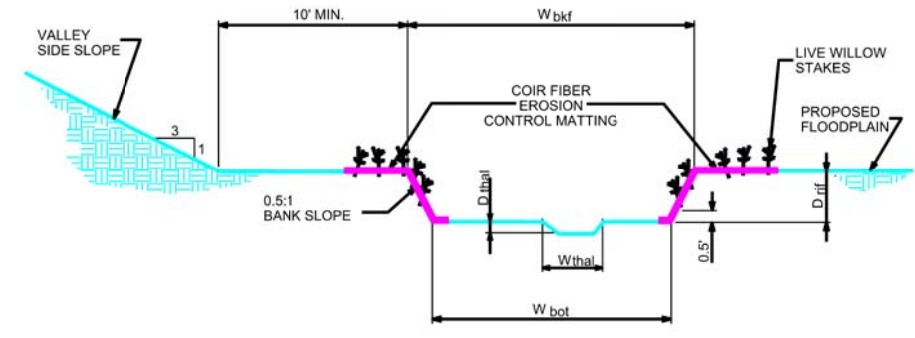 10' MIN.
W bkf
VALLEY
SIDE SLOPE
LIVE WILLOW
STAKES
COIR FIBER
EROSION
CONTROL MATTING
PROPOSED
FLOODPLAIN
3
1
D thal
D rif
0.5:1
BANK SLOPE
0.5'
W thal
W bot